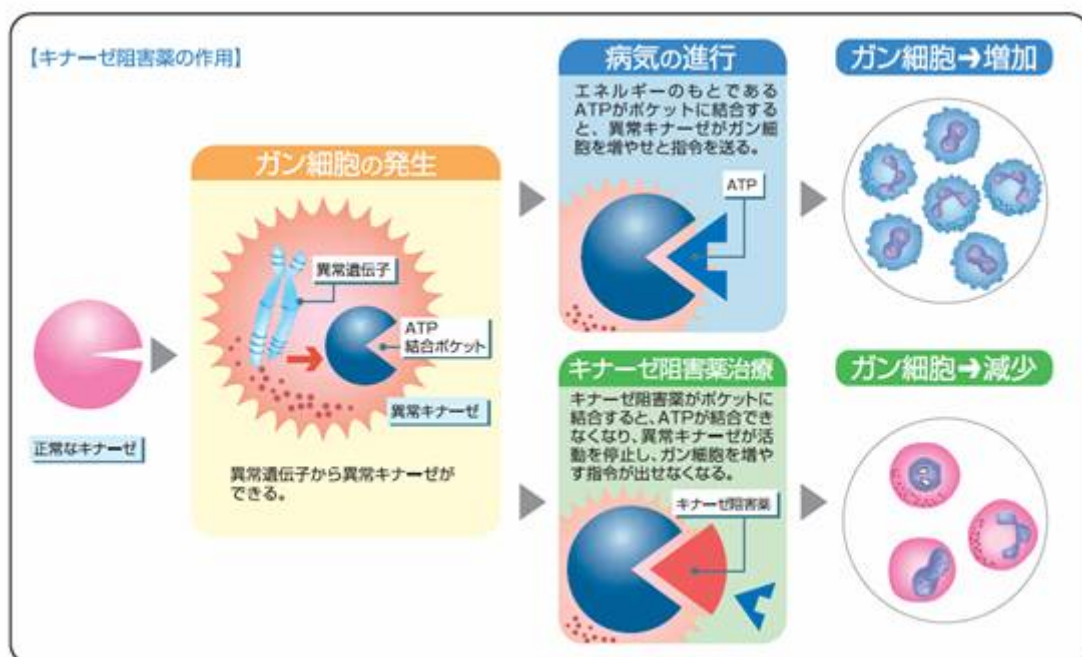 【キナーゼ阻害薬の作用】
正常なキナーゼ
ガン細胞の発生
異常遺伝子
ATP
結合ポケット
異常キナーゼ
異常遺伝子から異常キナーゼが
できる。
病気の進行
エネルギーのもとである
ATPがポケットに結合する
と、異常キナーゼがガン細
胞を増やせと指令を送る。
ATP
ガン細胞→増加
キナーゼ阻害薬治療
キナーゼ阻害薬がポケットに
結合すると、ATPが結合でき
なくなり、異常キナーゼが活
動を停止し、ガン細胞を増や
す指令が出せなくなる。
キナーゼ阻害薬
ガン細胞→減少